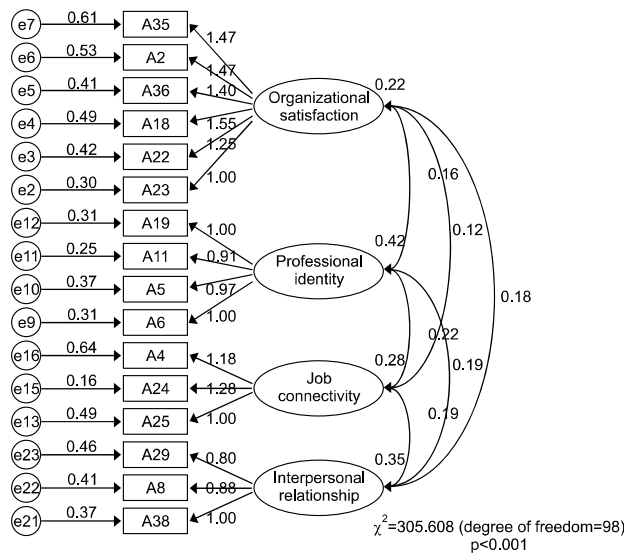 e7 0.61 A35 1.47
e6 0.53 A2 1.47
e5 0.41 A36 1.40
e4 0.49 A18 1.55
e3 0.42 A22 1.25
e2 0.30 A23 1.00
Organizational
satisfaction
0.22
e12 0.31 A19 1.00
e11 0.25 A11 0.91
e10 0.37 A5 0.97
e9 0.31 A6 1.00
Professional
identity
0.42
e16 0.64 A4 1.18
e15 0.16 A24 1.28
e13 0.49 A25 1.00
Job
connectivity
0.28
e23 0.46 A29 0.80
e22 0.41 A8 0.88
e21 0.37 A38 1.00
Interpersonal
relationship
0.35
0.16
0.12
0.18
0.22
0.19
0.19
χ²=305.608 (degree of freedom=98)
p<0.001